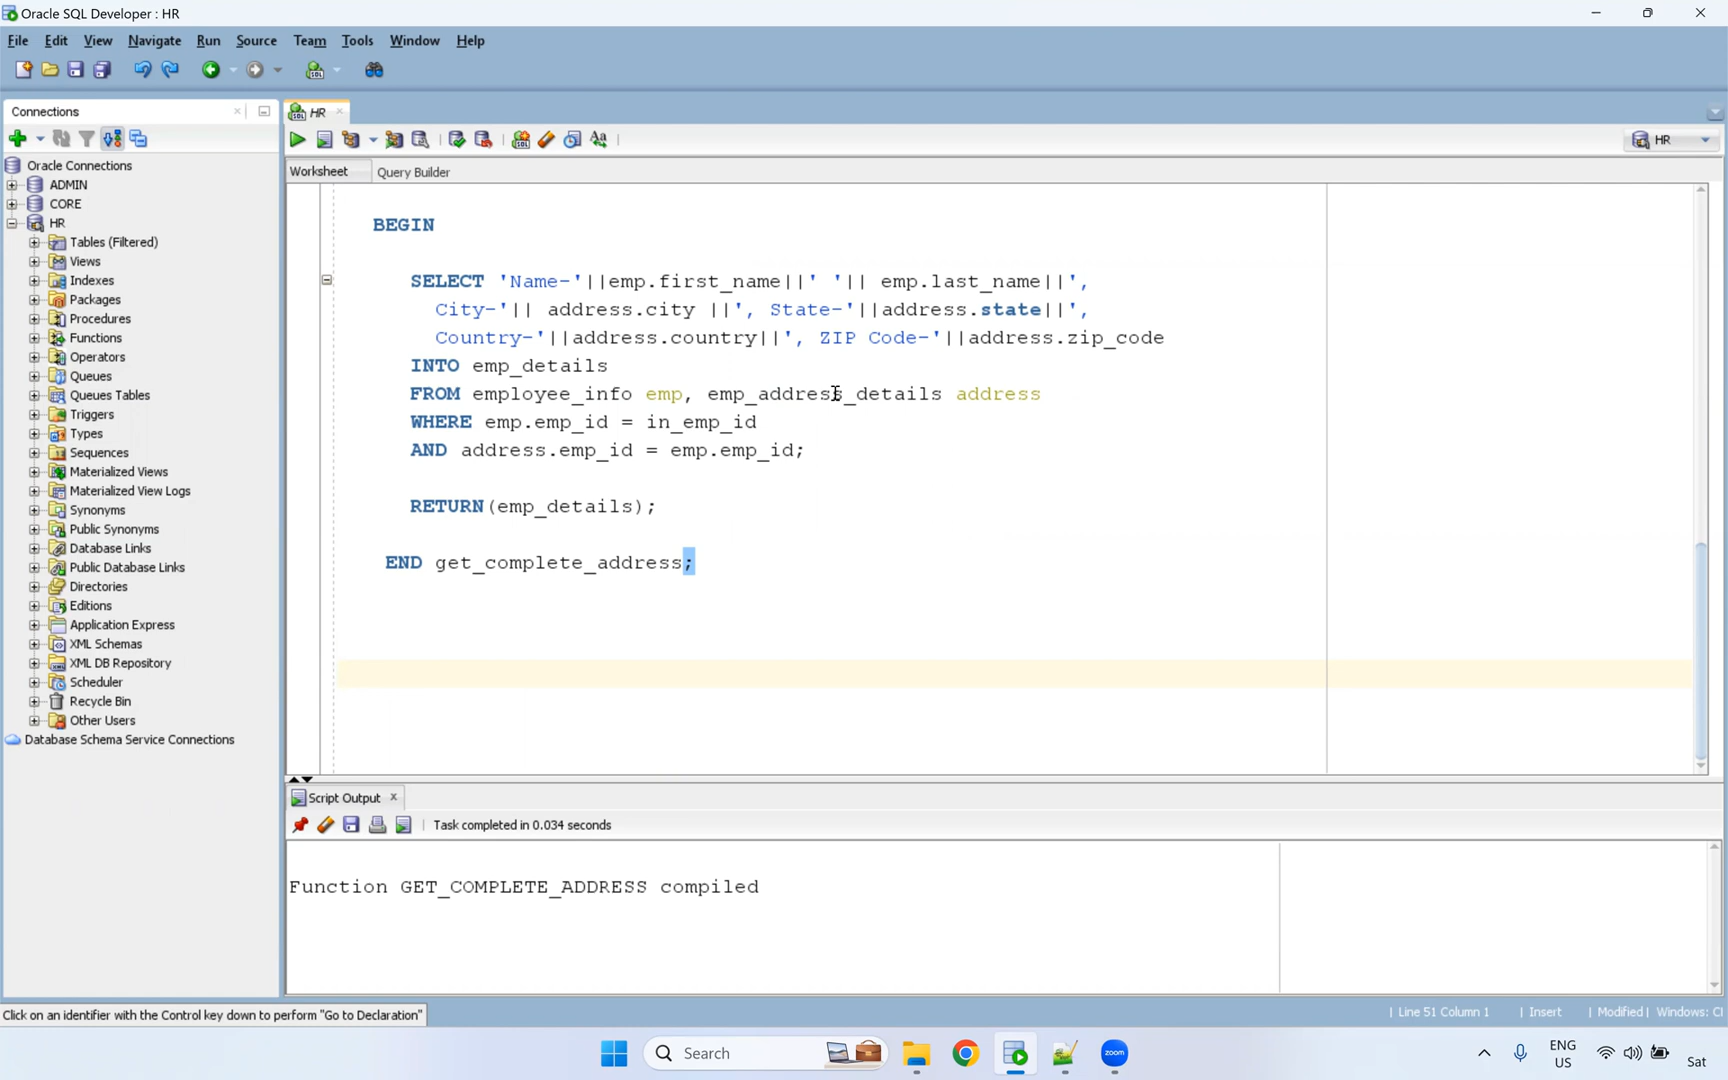 Oracle SQL Developer : HR
File Edit View Navigate Run Source Team Tools Window Help
Connections
HR
HR
Worksheet
Query Builder
Oracle Connections
ADMIN
CORE
HR
Tables (Filtered)
Views
Indexes
Packages
Procedures
Functions
Operators
Queues
Queues Tables
Triggers
Types
Sequences
Materialized Views
Materialized View Logs
Synonyms
Public Synonyms
Database Links
Public Database Links
Directories
Editions
Application Express
XML Schemas
XML DB Repository
Scheduler
Recycle Bin
Other Users
Database Schema Service Connections
BEGIN
SELECT 'Name-'||emp.first_name||' '|| emp.last_name||',
City-'|| address.city ||', State-'||address.state||',
Country-'||address.country||', ZIP Code-'||address.zip_code
INTO emp_details
FROM employee_info emp, emp_address_details address
WHERE emp.emp_id = in_emp_id
AND address.emp_id = emp.emp_id;
RETURN(emp_details);
END get_complete_address;
Script Output
Task completed in 0.034 seconds
Function GET_COMPLETE_ADDRESS compiled
Click on an identifier with the Control key down to perform "Go to Declaration"
Line 51 Column 1
Insert
Modified
Windows: Cl
Search
zoom
ENG
US
Sat